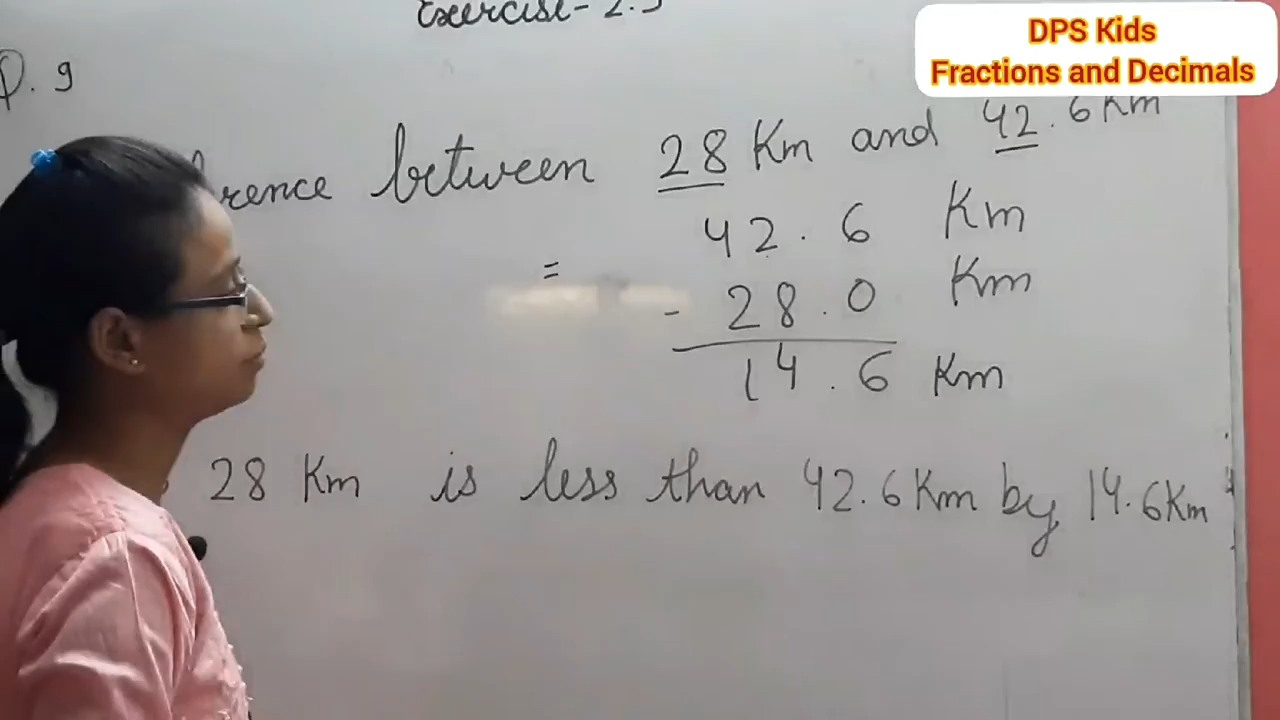 Exercise- 2.
DPS Kids
Fractions and Decimals
Q. 9
rence between 28 Km and 42.6 Km
42.6 Km
= - 28.0 Km
14.6 Km
28 Km is less than 42.6 Km by 14.6 Km